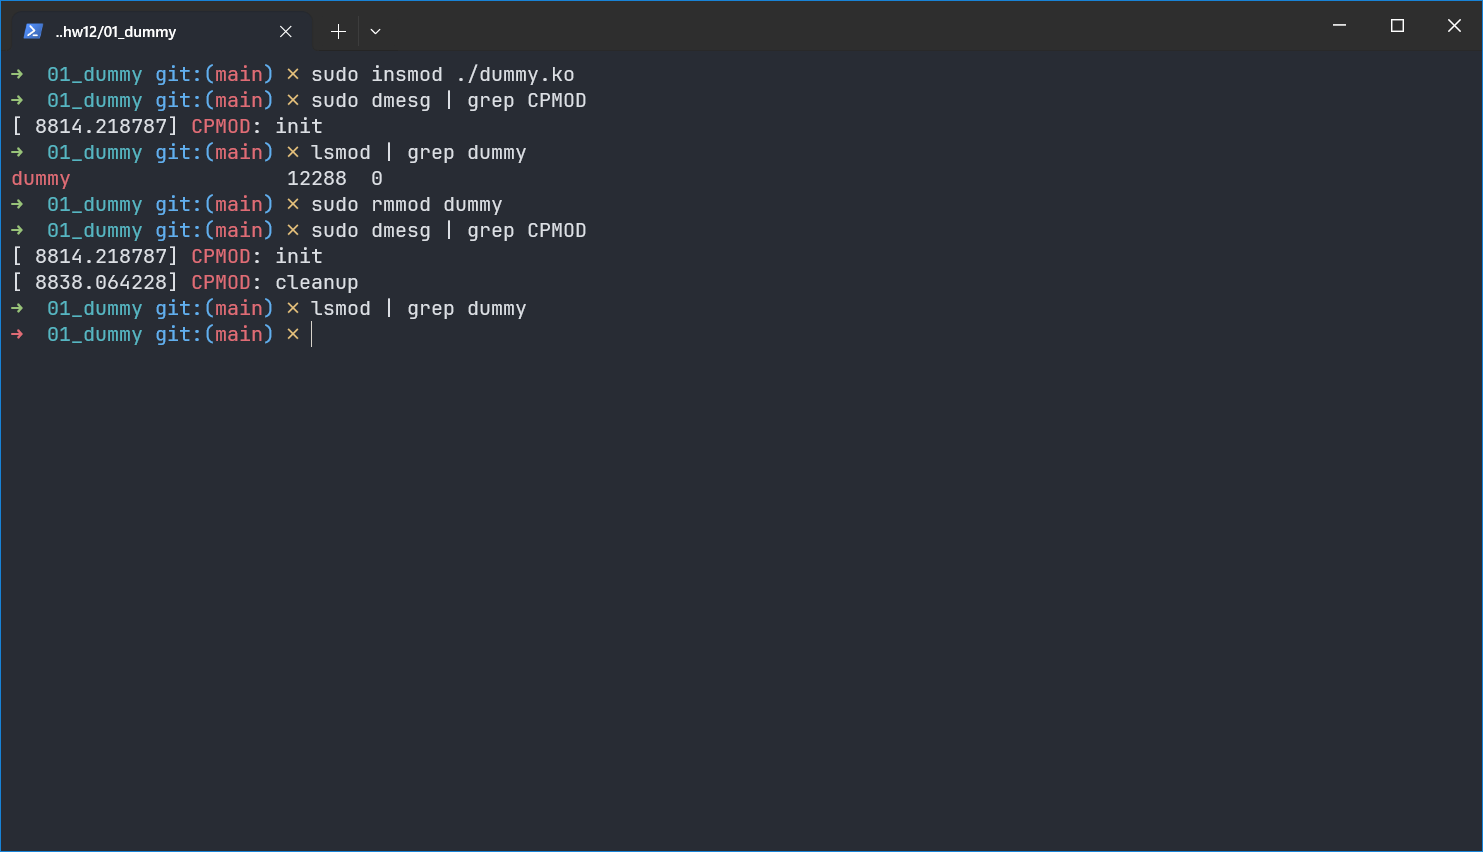 ..hw12/01_dummy
➜  01_dummy git:(main) ✗ sudo insmod ./dummy.ko
➜  01_dummy git:(main) ✗ sudo dmesg | grep CPMOD
[ 8814.218787] CPMOD: init
➜  01_dummy git:(main) ✗ lsmod | grep dummy
dummy                  12288  0
➜  01_dummy git:(main) ✗ sudo rmmod dummy
➜  01_dummy git:(main) ✗ sudo dmesg | grep CPMOD
[ 8814.218787] CPMOD: init
[ 8838.064228] CPMOD: cleanup
➜  01_dummy git:(main) ✗ lsmod | grep dummy
➜  01_dummy git:(main) ✗